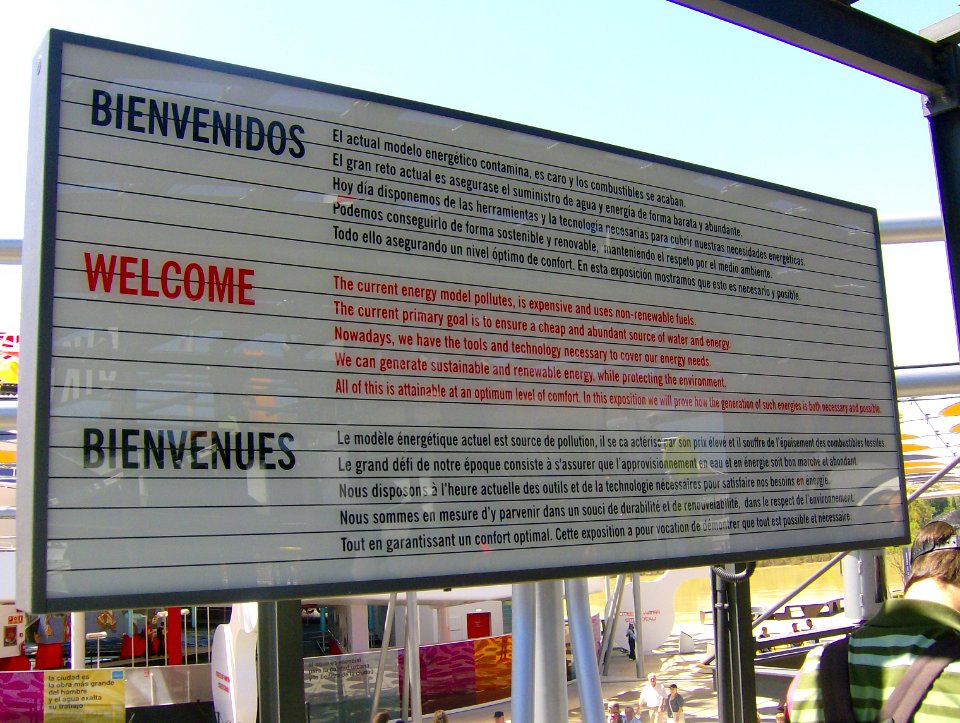 BIENVENIDOS
El actual modelo energético contamina, es caro y los combustibles se acaban.
El gran reto actual es asegurase el suministro de agua y energía de forma barata y abundante.
Hoy día disponemos de las herramientas y la tecnología necesarias para cubrir nuestras necesidades energéticas.
Podemos conseguirlo de forma sostenible y renovable, manteniendo el respeto por el medio ambiente.
Todo ello asegurando un nivel óptimo de confort. En esta exposición mostramos que esto es necesario y posible.
WELCOME
The current energy model pollutes, is expensive and uses non-renewable fuels.
The current primary goal is to ensure a cheap and abundant source of water and energy.
Nowadays, we have the tools and technology necessary to cover our energy needs.
We can generate sustainable and renewable energy, while protecting the environment.
All of this is attainable at an optimum level of comfort. In this exposition we will prove how the generation of such energies is both necessary and possible.
BIENVENUES
Le modèle énergétique actuel est source de pollution, il se ca actérise par son prix élevé et il souffre de l'épuisement des combustibles fossiles.
Le grand défi de notre époque consiste à s'assurer que l'approvisionnement en eau et en énergie soit bon marché et abondant.
Nous disposons à l'heure actuelle des outils et de la technologie nécessaires pour satisfaire nos besoins en énergie.
Nous sommes en mesure d'y parvenir dans un souci de durabilité et de renouvelabilité, dans le respect de l'environnement.
Tout en garantissant un confort optimal. Cette exposition a pour vocation de démontrer que tout est possible et nécessaire.
la ciudad es
la obra más grande
del hombre
y el agua exalta
su trabajo